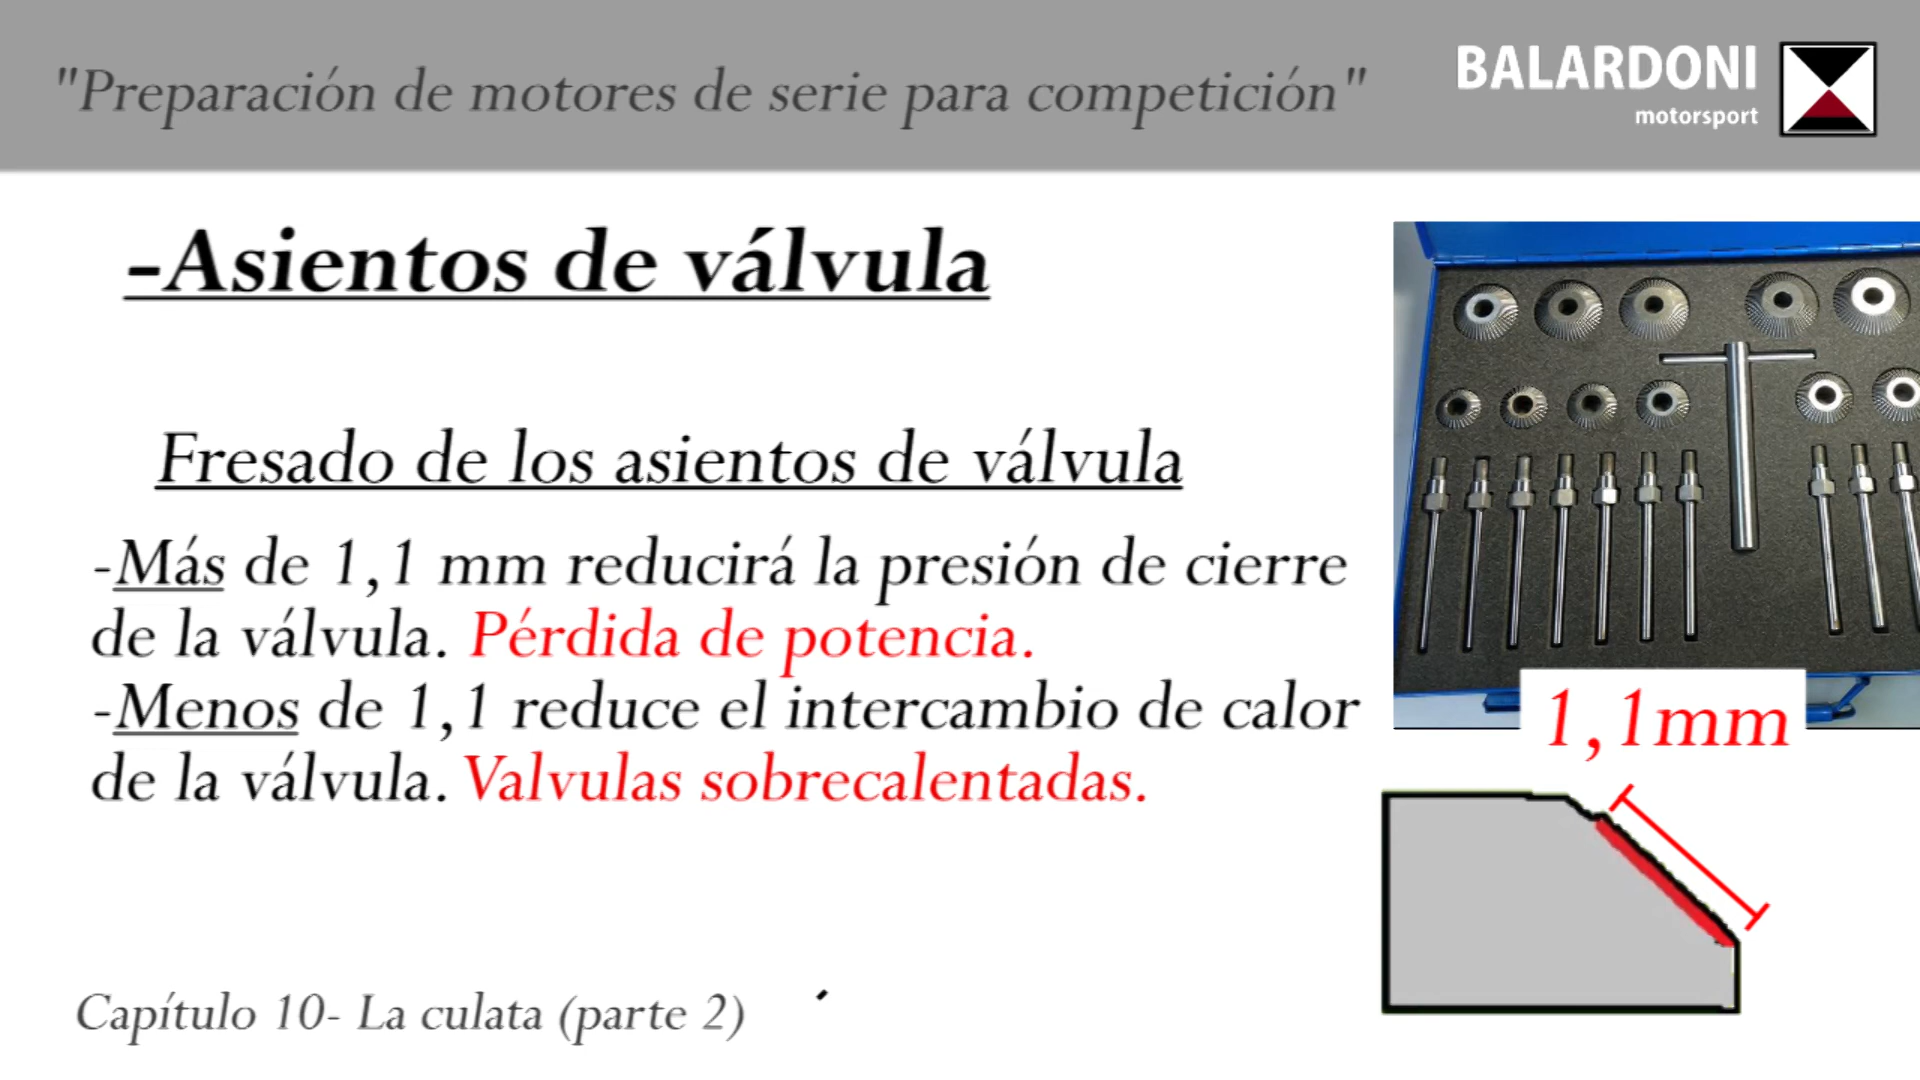 "Preparación de motores de serie para competición"
BALARDONI
motorsport
-Asientos de válvula
Fresado de los asientos de válvula
-Más de 1,1 mm reducirá la presión de cierre
de la válvula. Pérdida de potencia.
-Menos de 1,1 reduce el intercambio de calor
de la válvula. Valvulas sobrecalentadas.
1,1mm
Capítulo 10- La culata (parte 2)